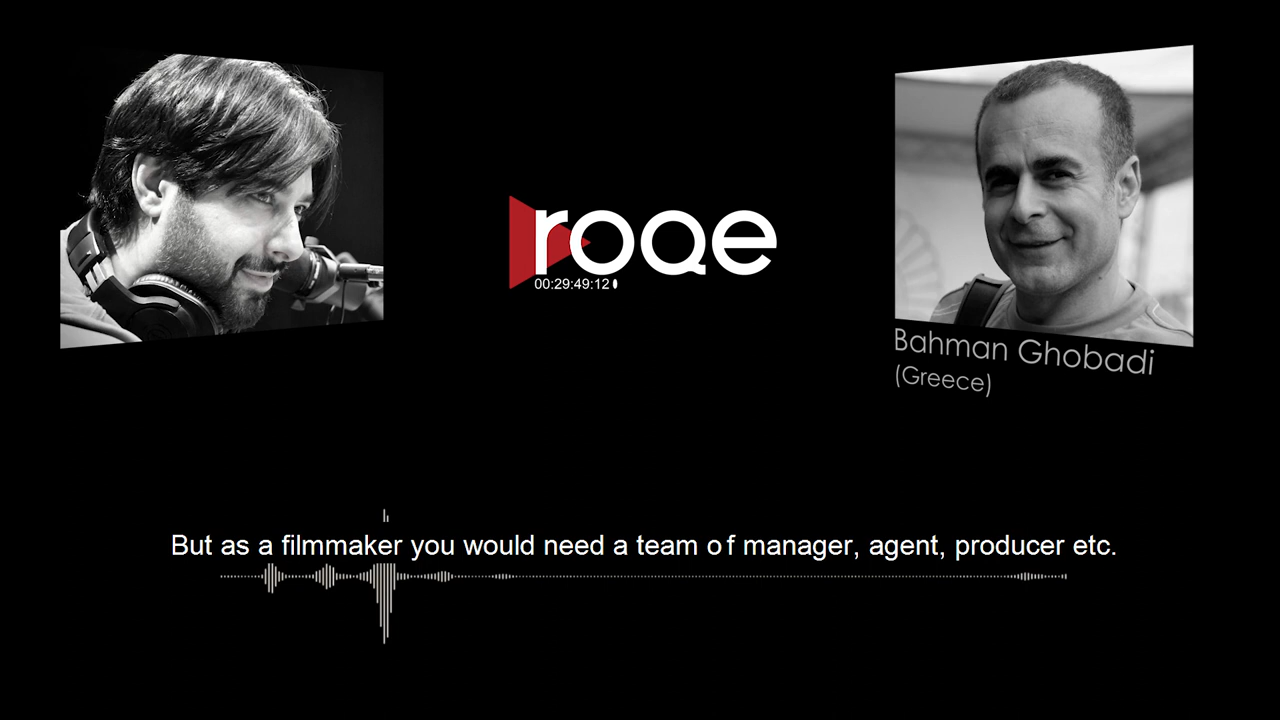 roqe
00:29:49:12
Bahman Ghobadi
(Greece)
But as a filmmaker you would need a team of manager, agent, producer etc.